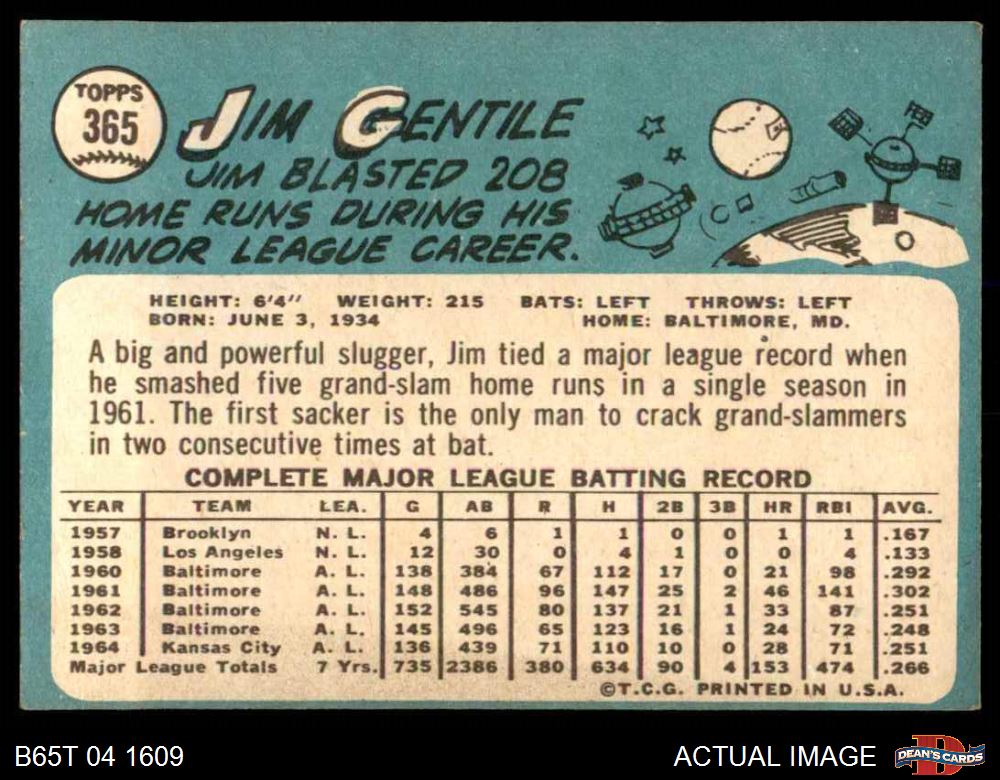 TOPPS
365
JIM GENTILE
JIM BLASTED 208
HOME RUNS DURING HIS
MINOR LEAGUE CAREER.
HEIGHT: 6'4" WEIGHT: 215 BATS: LEFT THROWS: LEFT
BORN: JUNE 3, 1934 HOME: BALTIMORE, MD.
A big and powerful slugger, Jim tied a major league record when
he smashed five grand-slam home runs in a single season in
1961. The first sacker is the only man to crack grand-slammers
in two consecutive times at bat.
COMPLETE MAJOR LEAGUE BATTING RECORD
YEAR TEAM LEA. G AB R H 2B 3B HR RBI AVG.
1957 Brooklyn N. L. 4 6 1 1 0 0 1 1 .167
1958 Los Angeles N. L. 12 30 0 4 1 0 0 4 .133
1960 Baltimore A. L. 138 384 67 112 17 0 21 98 .292
1961 Baltimore A. L. 148 486 96 147 25 2 46 141 .302
1962 Baltimore A. L. 152 545 80 137 21 1 33 87 .251
1963 Baltimore A. L. 145 496 65 123 16 1 24 72 .248
1964 Kansas City A. L. 136 439 71 110 10 0 28 71 .251
Major League Totals 7 Yrs. 735 2386 380 634 90 4 153 474 .266
©T.C.G. PRINTED IN U.S.A.
B65T 04 1609 ACTUAL IMAGE DEAN'S CARDS